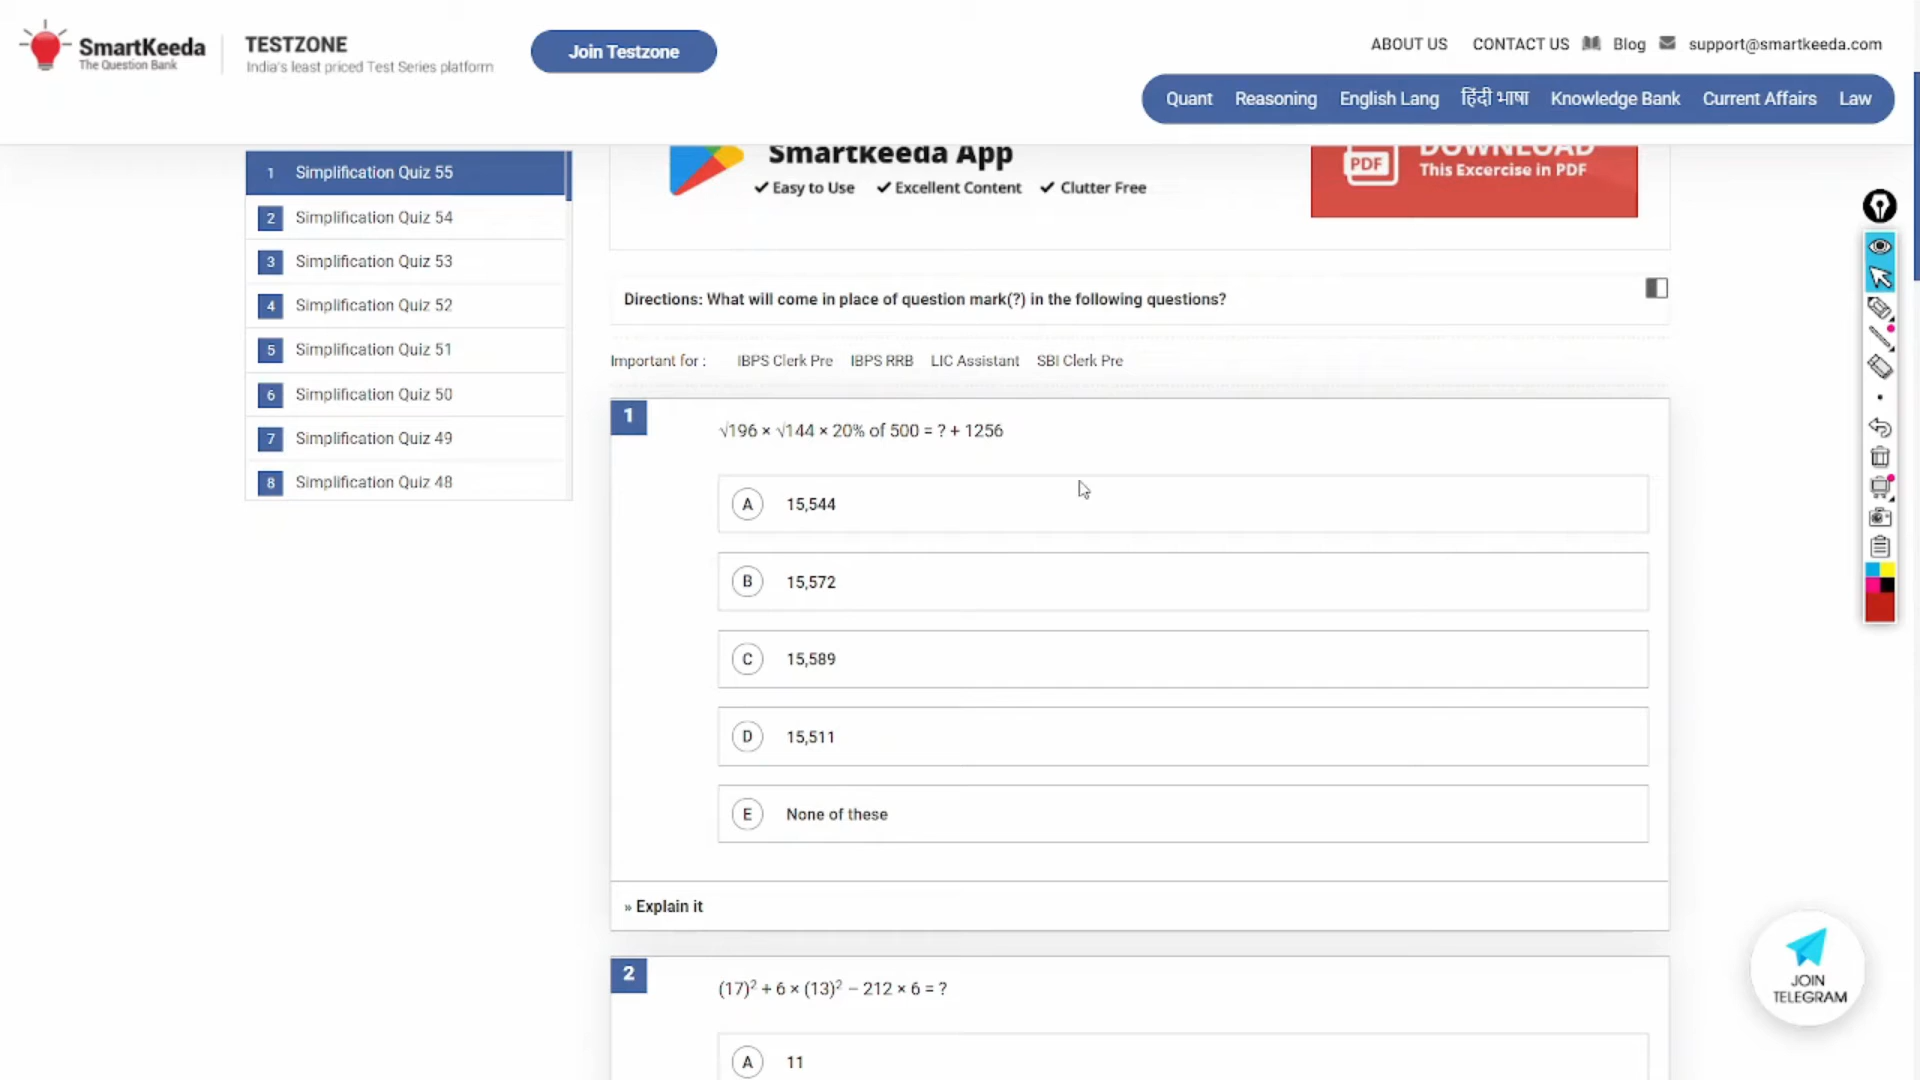 SmartKeeda
The Question Bank
TESTZONE
India's least priced Test Series platform
Join Testzone
ABOUT US
CONTACT US
Blog
support@smartkeeda.com
Quant
Reasoning
English Lang
हिंदी भाषा
Knowledge Bank
Current Affairs
Law
1 Simplification Quiz 55
2 Simplification Quiz 54
3 Simplification Quiz 53
4 Simplification Quiz 52
5 Simplification Quiz 51
6 Simplification Quiz 50
7 Simplification Quiz 49
8 Simplification Quiz 48
Smartkeeda App
✓ Easy to Use ✓ Excellent Content ✓ Clutter Free
PDF
DOWNLOAD
This Excercise in PDF
Directions: What will come in place of question mark(?) in the following questions?
Important for : IBPS Clerk Pre IBPS RRB LIC Assistant SBI Clerk Pre
1
√196 × √144 × 20% of 500 = ? + 1256
A 15,544
B 15,572
C 15,589
D 15,511
E None of these
» Explain it
2
(17)² + 6 × (13)² − 212 × 6 = ?
A 11
JOIN
TELEGRAM